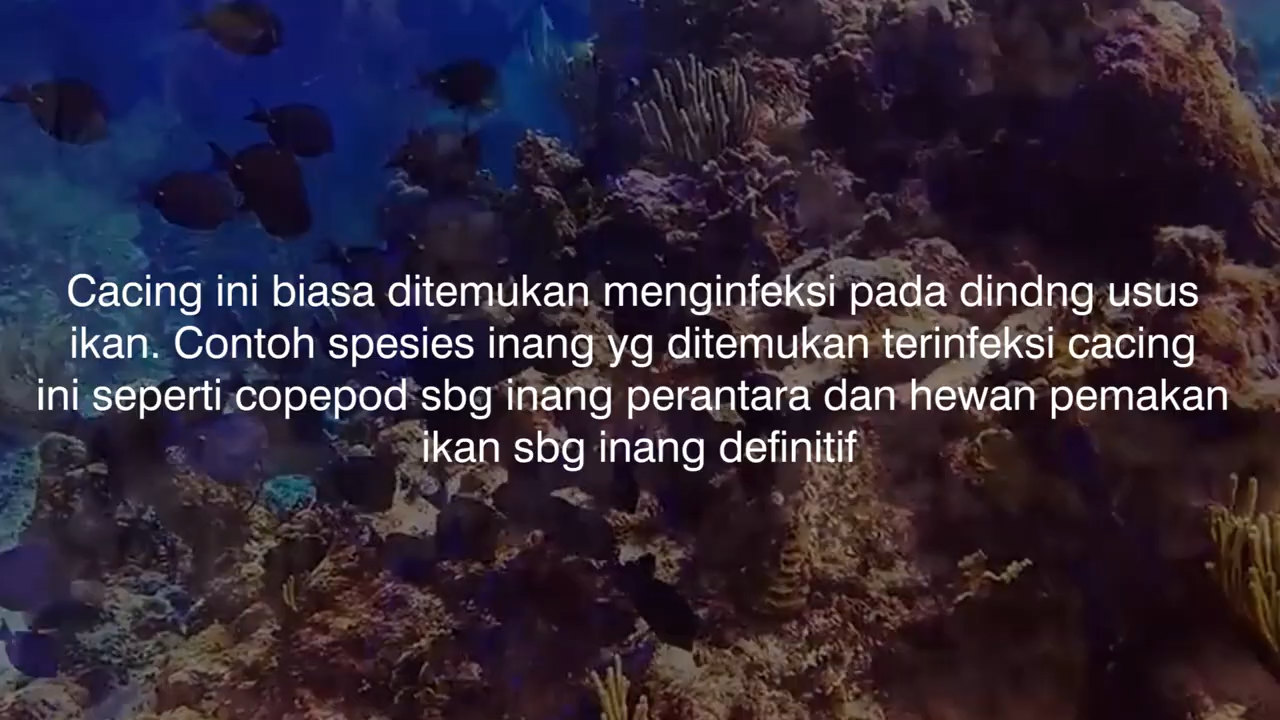 Cacing ini biasa ditemukan menginfeksi pada dindng usus
ikan. Contoh spesies inang yg ditemukan terinfeksi cacing
ini seperti copepod sbg inang perantara dan hewan pemakan
ikan sbg inang definitif